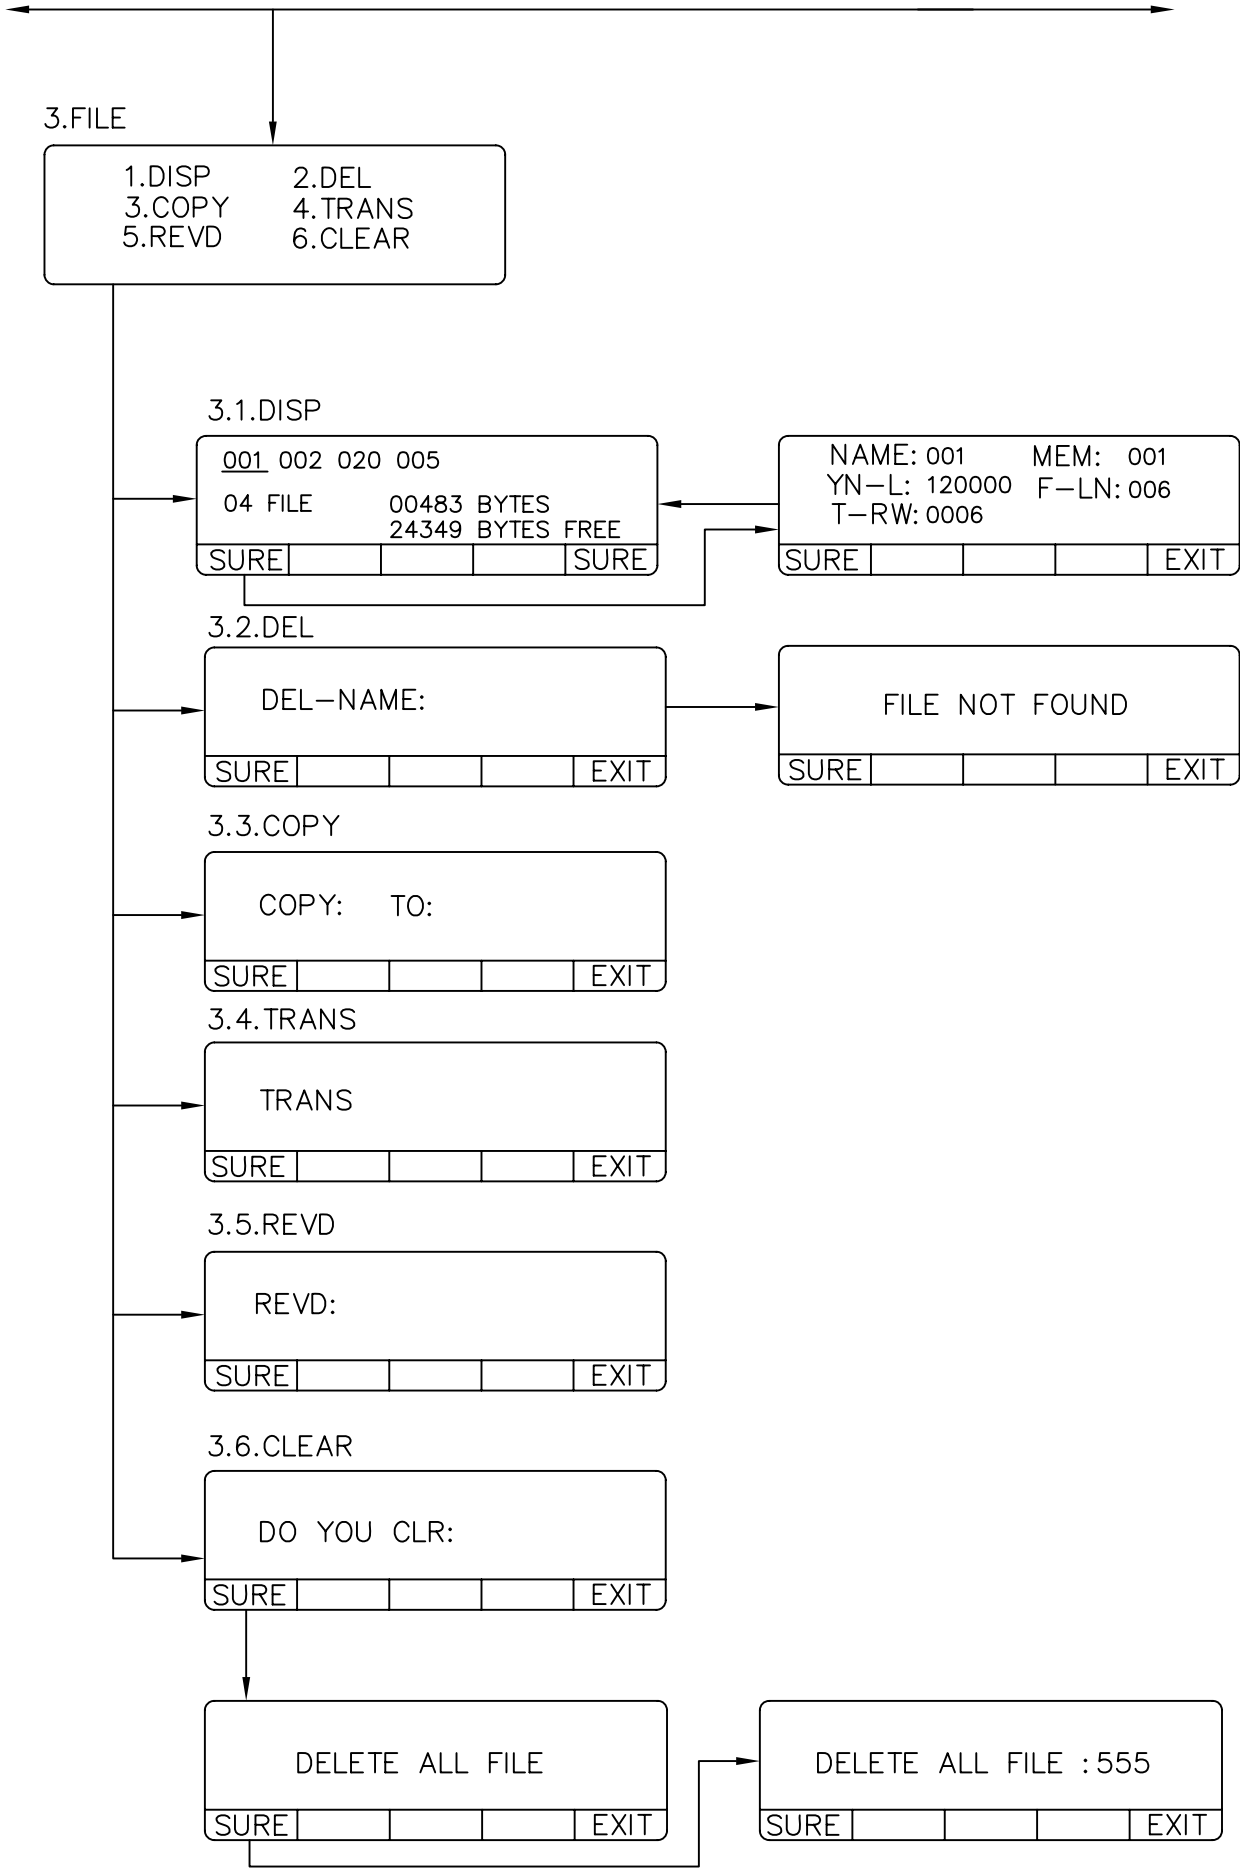 3.FILE
1.DISP 2.DEL
3.COPY 4.TRANS
5.REVD 6.CLEAR
3.1.DISP
001 002 020 005
04 FILE 00483 BYTES
24349 BYTES FREE
SURE SURE
NAME: 001 MEM: 001
YN-L: 120000 F-LN: 006
T-RW: 0006
SURE EXIT
3.2.DEL
DEL-NAME:
SURE EXIT
FILE NOT FOUND
SURE EXIT
3.3.COPY
COPY: TO:
SURE EXIT
3.4.TRANS
TRANS
SURE EXIT
3.5.REVD
REVD:
SURE EXIT
3.6.CLEAR
DO YOU CLR:
SURE EXIT
DELETE ALL FILE
SURE EXIT
DELETE ALL FILE :555
SURE EXIT